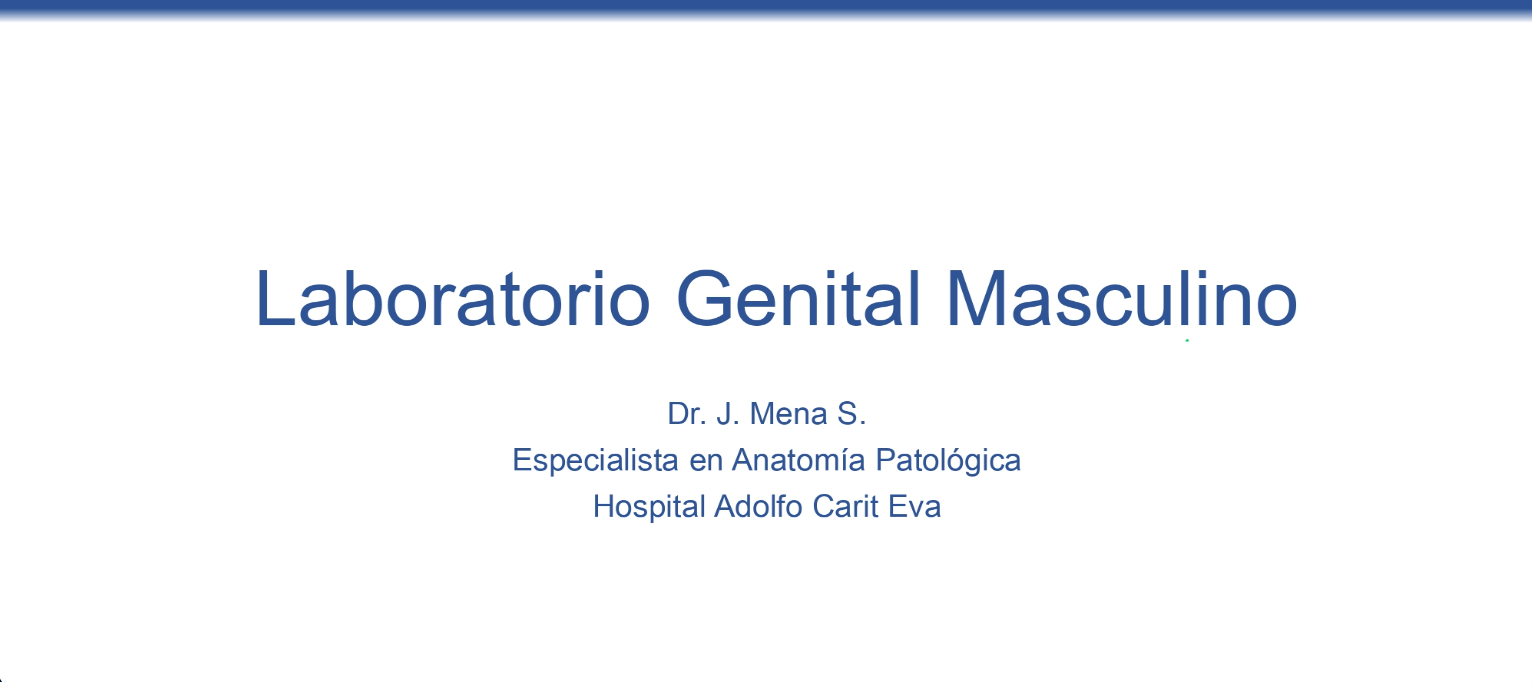 Laboratorio Genital Masculino
Dr. J. Mena S.
Especialista en Anatomía Patológica
Hospital Adolfo Carit Eva